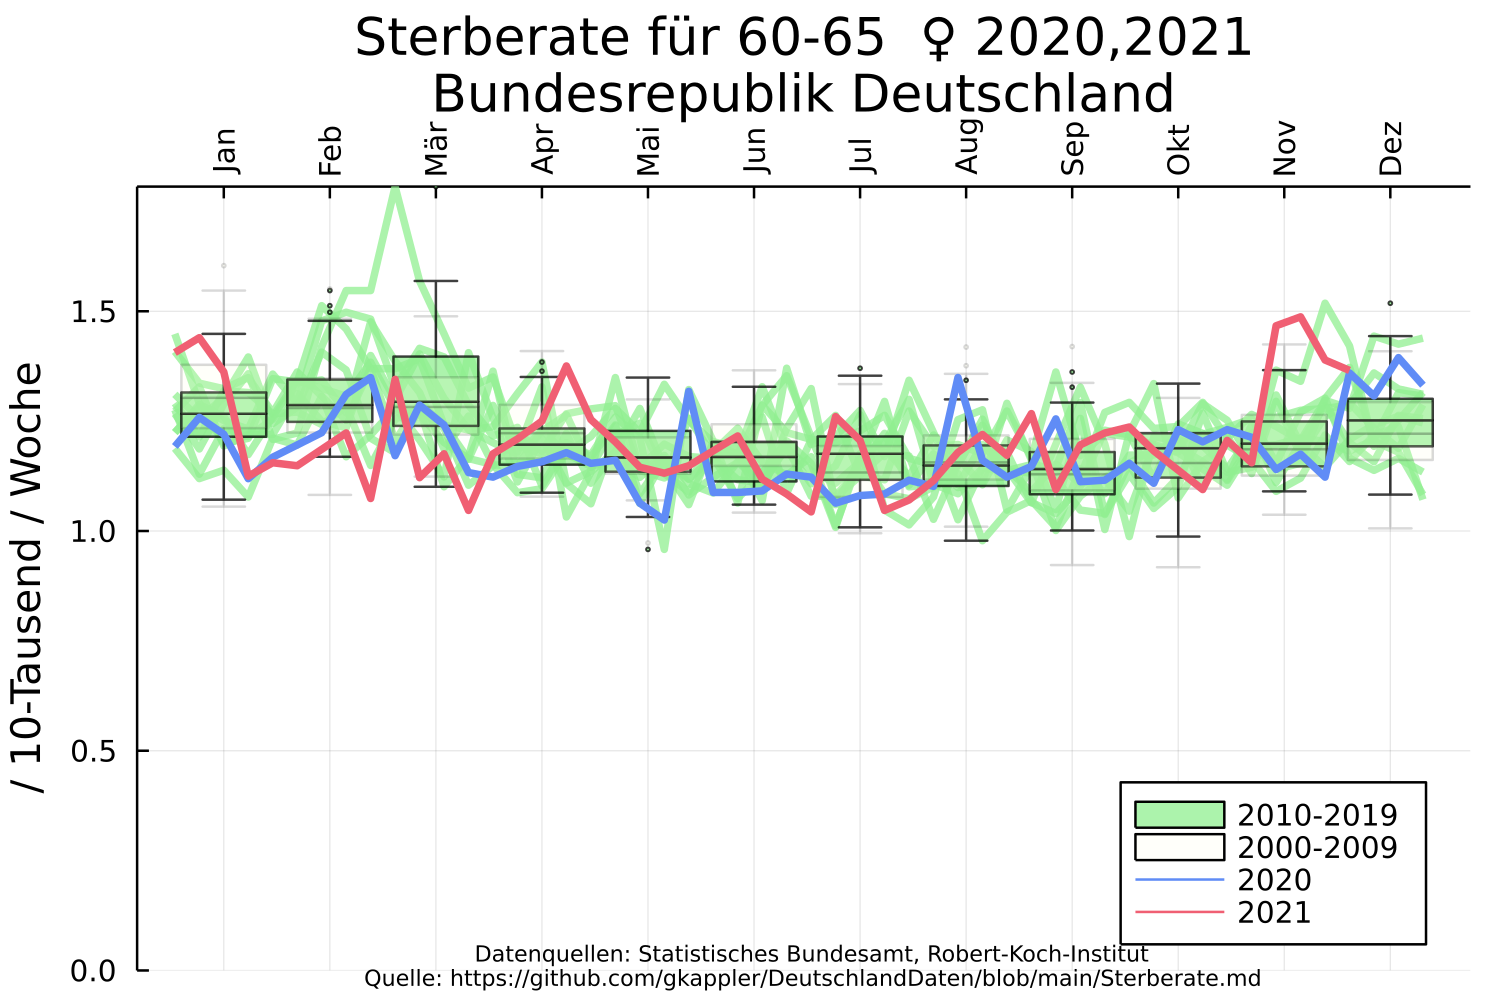 Sterberate für 60-65 ♀ 2020,2021
Bundesrepublik Deutschland
Jan
Feb
Mär
Apr
Mai
Jun
Jul
Aug
Sep
Okt
Nov
Dez
/ 10-Tausend / Woche
1.5
1.0
0.5
0.0
2010-2019
2000-2009
2020
2021
Datenquellen: Statistisches Bundesamt, Robert-Koch-Institut
Quelle: https://github.com/gkappler/DeutschlandDaten/blob/main/Sterberate.md